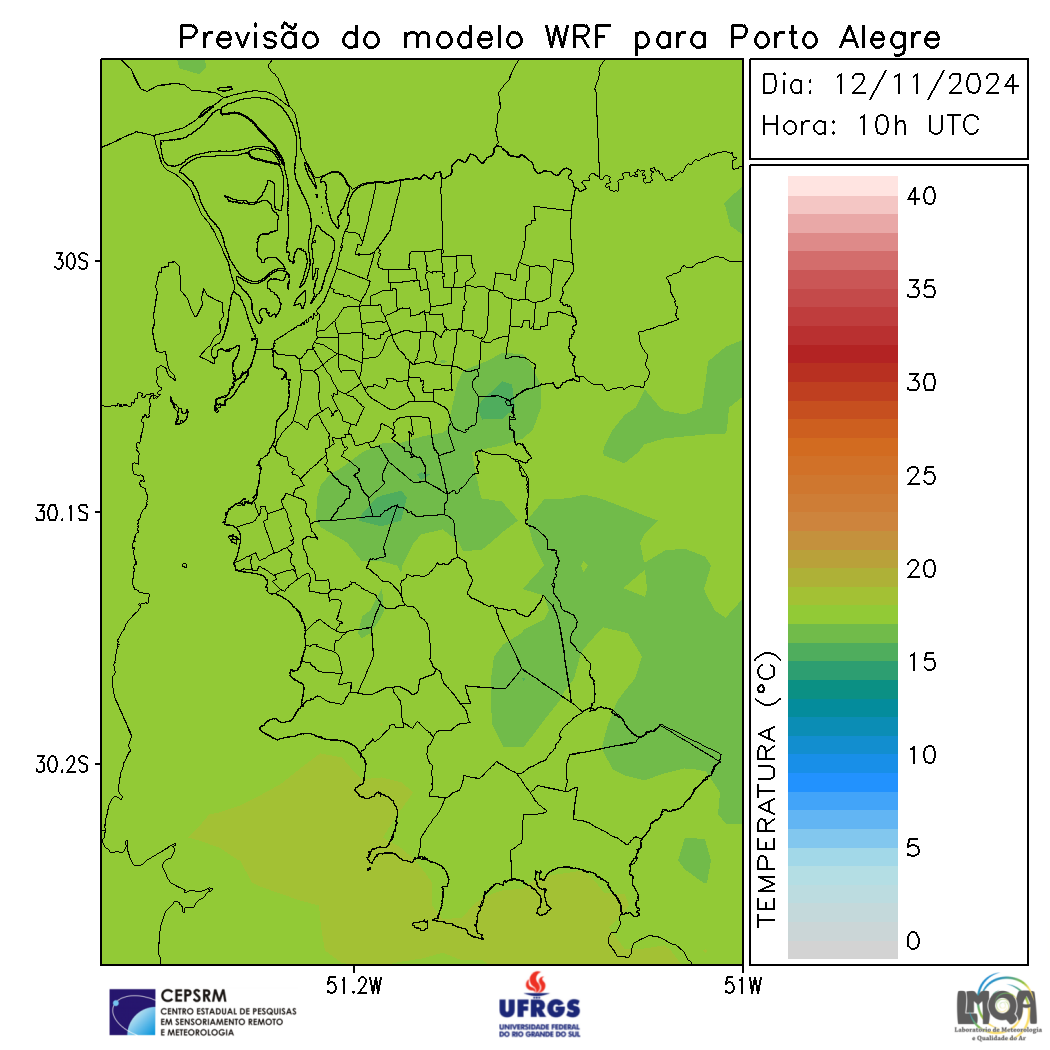 Previsão do modelo WRF para Porto Alegre
Dia: 12/11/2024
Hora: 10h UTC
40
35
30
25
20
15
10
5
0
TEMPERATURA (°C)
30S
30.1S
30.2S
51.2W
51W
CEPSRM
CENTRO ESTADUAL DE PESQUISAS
EM SENSORIAMENTO REMOTO
E METEOROLOGIA
UFRGS
UNIVERSIDADE FEDERAL
DO RIO GRANDE DO SUL
LMQA
Laboratório de Meteorologia
e Qualidade do Ar